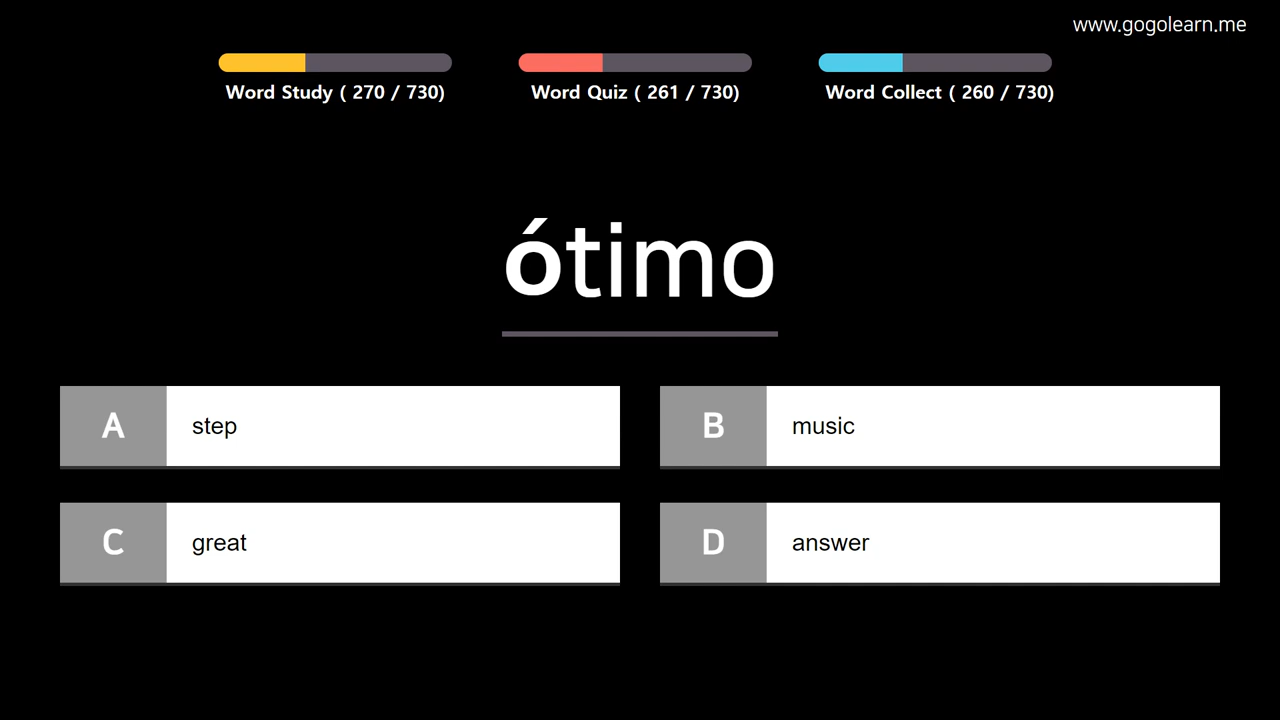 www.gogolearn.me
Word Study ( 270 / 730)
Word Quiz ( 261 / 730)
Word Collect ( 260 / 730)
ótimo
A step
B music
C great
D answer